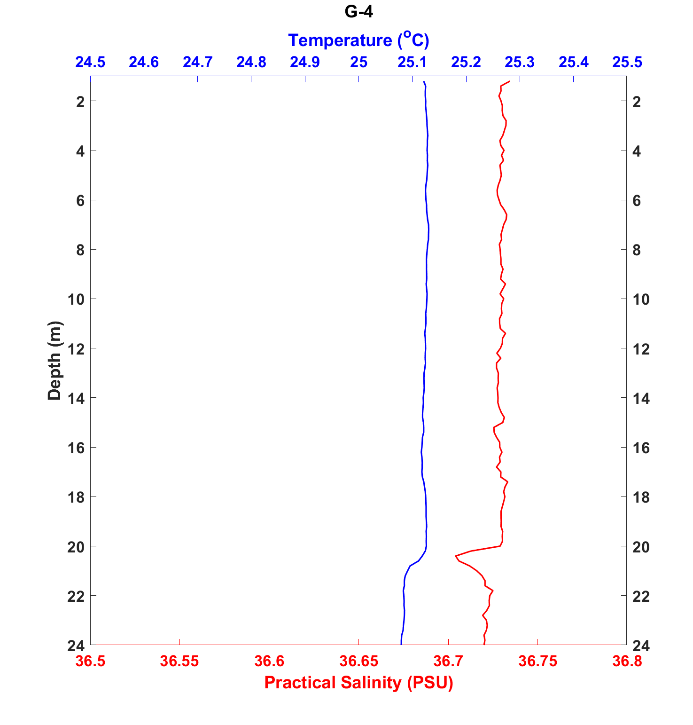 G-4
Temperature (°C)
24.5 24.6 24.7 24.8 24.9 25 25.1 25.2 25.3 25.4 25.5
2 2
4 4
6 6
8 8
10 10
12 12
14 14
16 16
18 18
20 20
22 22
24 24
Depth (m)
36.5 36.55 36.6 36.65 36.7 36.75 36.8
Practical Salinity (PSU)